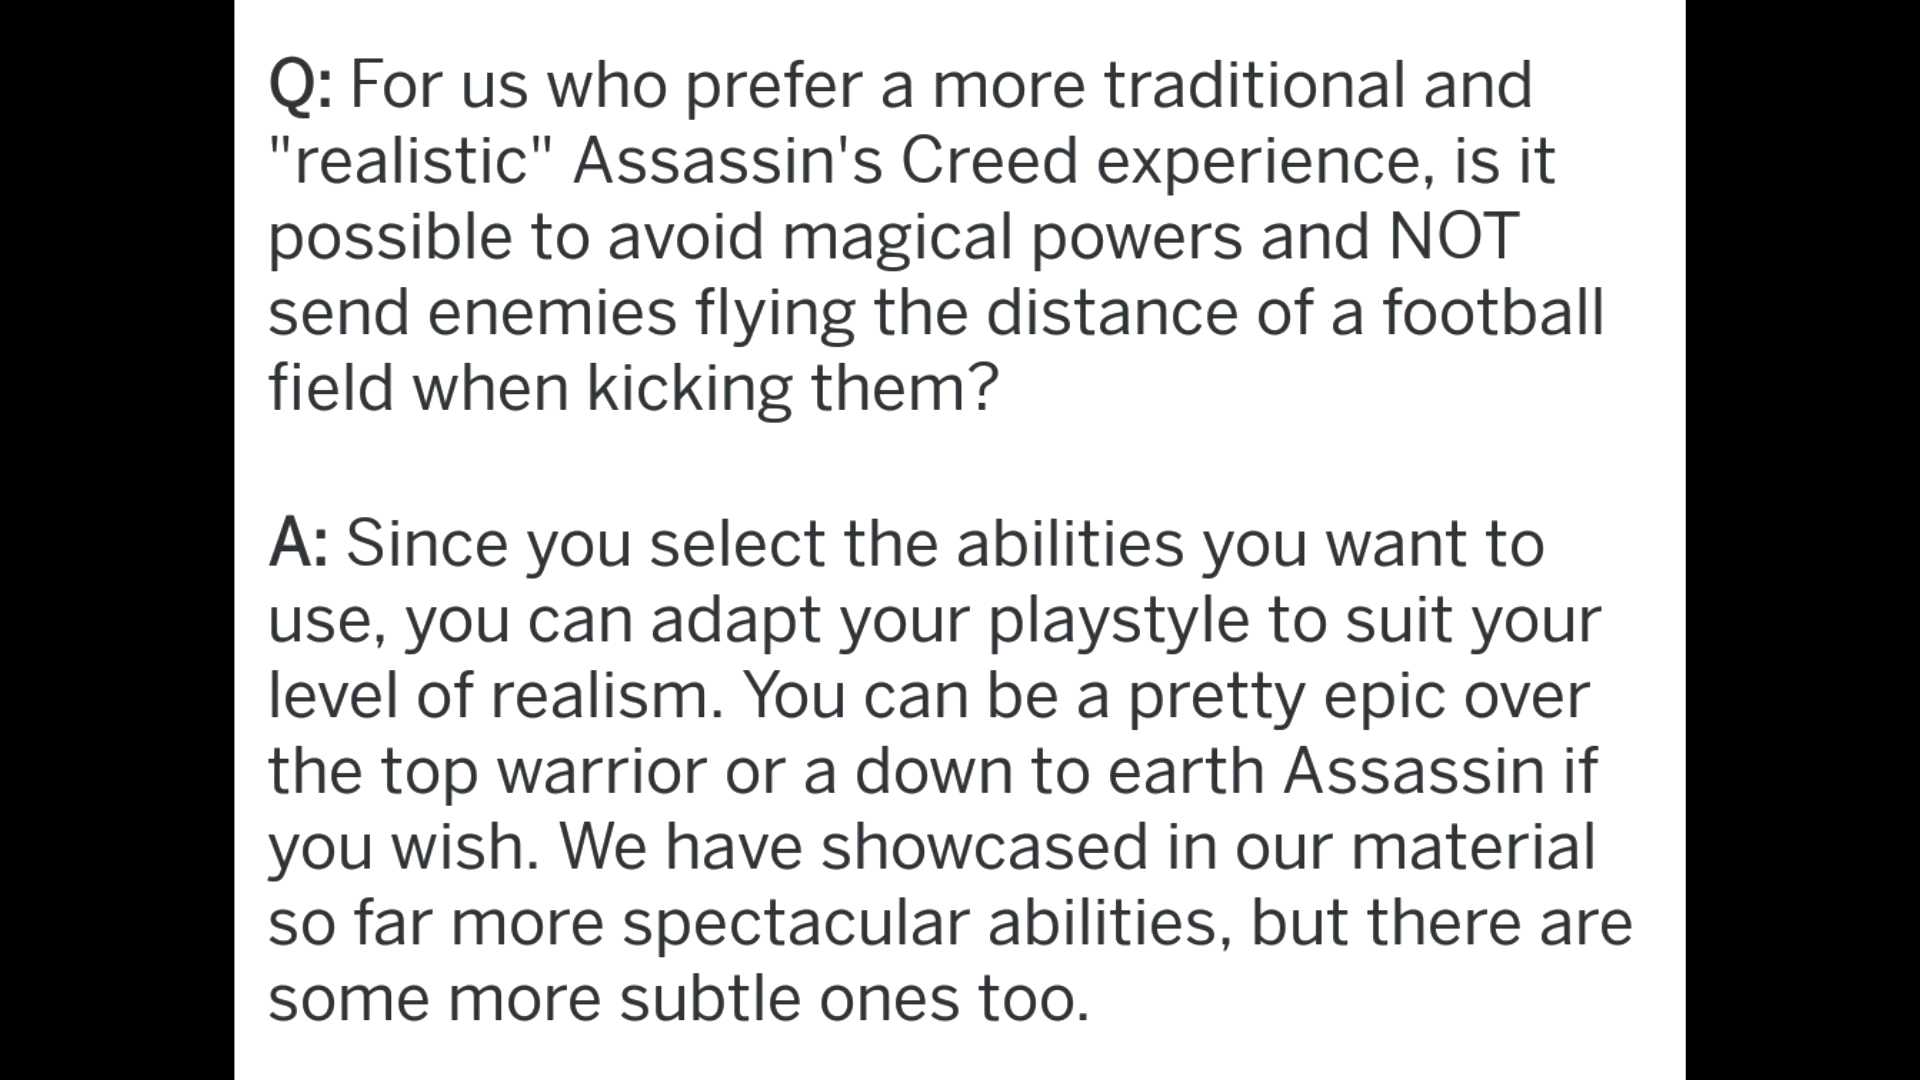 Q: For us who prefer a more traditional and
"realistic" Assassin's Creed experience, is it
possible to avoid magical powers and NOT
send enemies flying the distance of a football
field when kicking them?
A: Since you select the abilities you want to
use, you can adapt your playstyle to suit your
level of realism. You can be a pretty epic over
the top warrior or a down to earth Assassin if
you wish. We have showcased in our material
so far more spectacular abilities, but there are
some more subtle ones too.